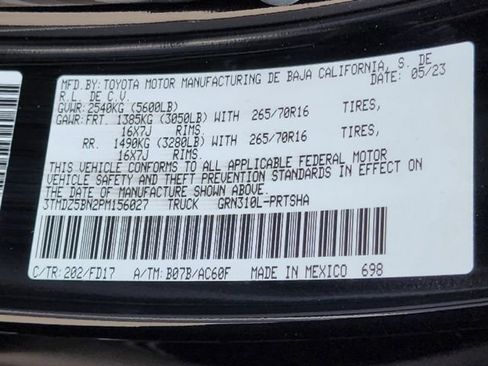 MFD.BY: TOYOTA MOTOR MANUFACTURING DE BAJA CALIFORNIA, S. DE
R.L. DE C.V. DATE: 05/23
GVWR: 2540KG (5600LB)
GAWR: FRT. 1385KG (3050LB) WITH 265/70R16 TIRES,
16X7J RIMS.
RR. 1490KG (3280LB) WITH 265/70R16 TIRES,
16X7J RIMS.
THIS VEHICLE CONFORMS TO ALL APPLICABLE FEDERAL MOTOR
VEHICLE SAFETY AND THEFT PREVENTION STANDARDS IN EFFECT ON
THE DATE OF MANUFACTURE SHOWN ABOVE.
3TMDZ5BN2PM156027 TRUCK GRN310L-PRTSHA
C/TR: 202/FD17 A/TM: B07B/AC60F MADE IN MEXICO 698